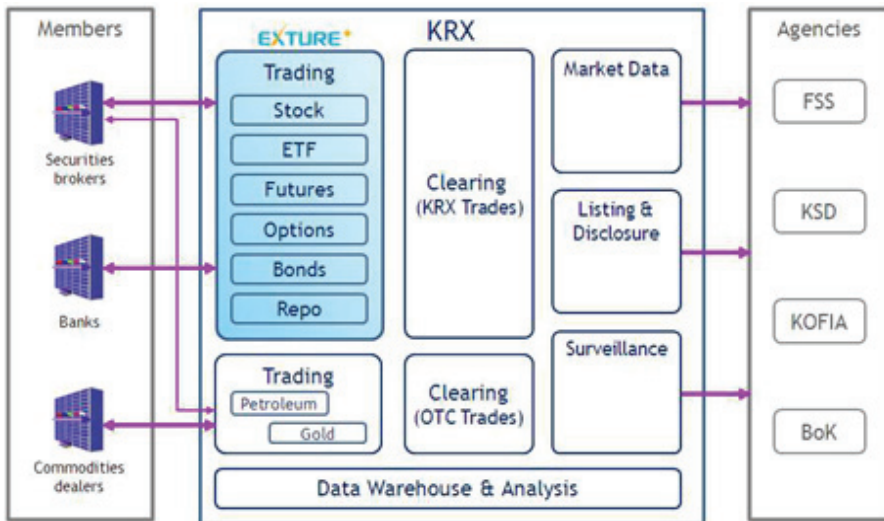 Members
Securities
brokers
Banks
Commodities
dealers
EXTURE+
KRX
Trading
Stock
ETF
Futures
Options
Bonds
Repo
Trading
Petroleum
Gold
Clearing
(KRX Trades)
Clearing
(OTC Trades)
Market Data
Listing &
Disclosure
Surveillance
Data Warehouse & Analysis
Agencies
FSS
KSD
KOFIA
BoK